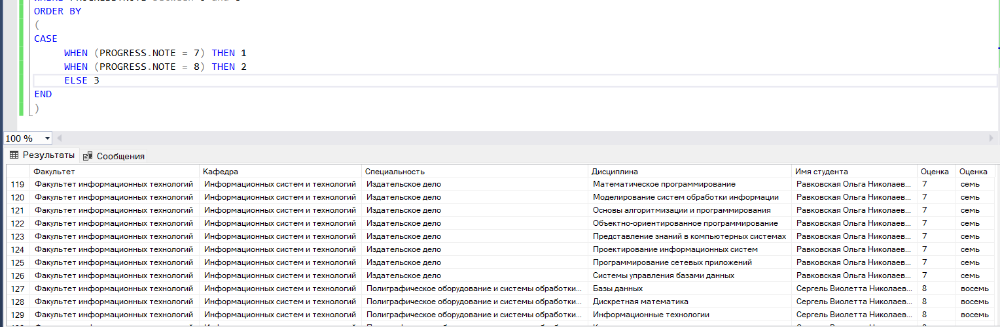 ORDER BY
(
CASE
WHEN (PROGRESS.NOTE = 7) THEN 1
WHEN (PROGRESS.NOTE = 8) THEN 2
ELSE 3
END
)
100 %
Результаты Сообщения
Факультет Кафедра Специальность Дисциплина Имя студента Оценка Оценка
119 Факультет информационных технологий Информационных систем и технологий Издательское дело Математическое программирование Равковская Ольга Николаев... 7 семь
120 Факультет информационных технологий Информационных систем и технологий Издательское дело Моделирование систем обработки информации Равковская Ольга Николаев... 7 семь
121 Факультет информационных технологий Информационных систем и технологий Издательское дело Основы алгоритмизации и программирования Равковская Ольга Николаев... 7 семь
122 Факультет информационных технологий Информационных систем и технологий Издательское дело Объектно-ориентированное программирование Равковская Ольга Николаев... 7 семь
123 Факультет информационных технологий Информационных систем и технологий Издательское дело Представление знаний в компьютерных системах Равковская Ольга Николаев... 7 семь
124 Факультет информационных технологий Информационных систем и технологий Издательское дело Проектирование информационных систем Равковская Ольга Николаев... 7 семь
125 Факультет информационных технологий Информационных систем и технологий Издательское дело Программирование сетевых приложений Равковская Ольга Николаев... 7 семь
126 Факультет информационных технологий Информационных систем и технологий Издательское дело Системы управления базами данных Равковская Ольга Николаев... 7 семь
127 Факультет информационных технологий Информационных систем и технологий Полиграфическое оборудование и системы обработки... Базы данных Сергель Виолетта Николаев... 8 восемь
128 Факультет информационных технологий Информационных систем и технологий Полиграфическое оборудование и системы обработки... Дискретная математика Сергель Виолетта Николаев... 8 восемь
129 Факультет информационных технологий Информационных систем и технологий Полиграфическое оборудование и системы обработки... Информационные технологии Сергель Виолетта Николаев... 8 восемь